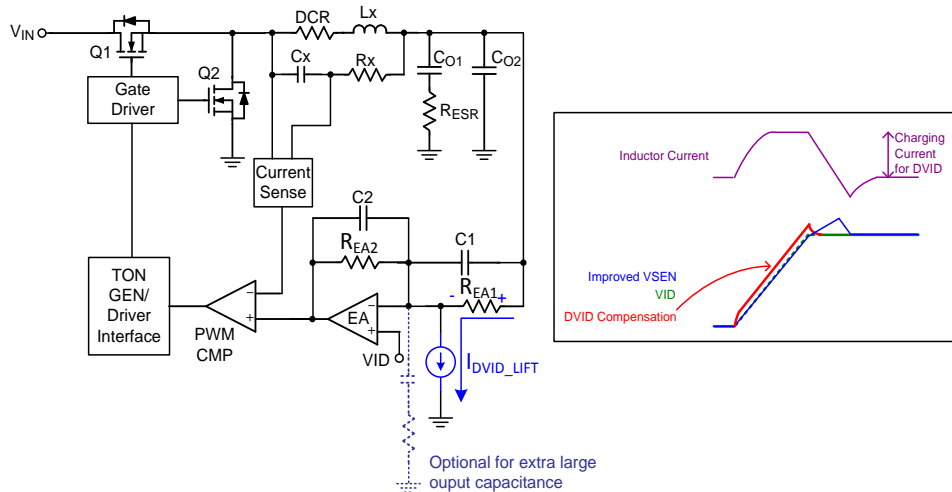 VIN
Q1
Gate
Driver
Q2
DCR
Lx
Cx
Rx
CO1
CO2
RESR
Current
Sense
C2
REA2
C1
REA1
- +
TON
GEN/
Driver
Interface
PWM
CMP
-
+
EA
-
+
VID
IDVID_LIFT
Optional for extra large
ouput capacitance
Inductor Current
Charging
Current
for DVID
Improved VSEN
VID
DVID Compensation